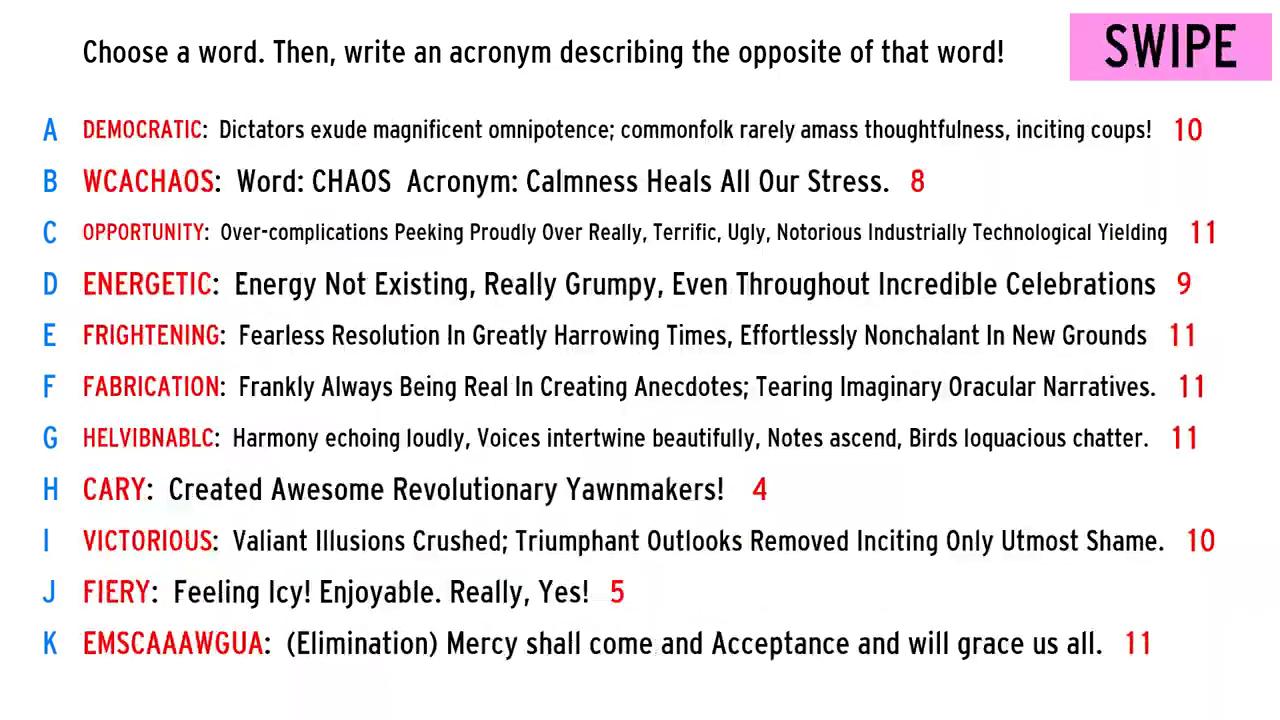 Choose a word. Then, write an acronym describing the opposite of that word!
SWIPE
A DEMOCRATIC: Dictators exude magnificent omnipotence; commonfolk rarely amass thoughtfulness, inciting coups! 10
B WCACHAOS: Word: CHAOS Acronym: Calmness Heals All Our Stress. 8
C OPPORTUNITY: Over-complications Peeking Proudly Over Really, Terrific, Ugly, Notorious Industrially Technological Yielding 11
D ENERGETIC: Energy Not Existing, Really Grumpy, Even Throughout Incredible Celebrations 9
E FRIGHTENING: Fearless Resolution In Greatly Harrowing Times, Effortlessly Nonchalant In New Grounds 11
F FABRICATION: Frankly Always Being Real In Creating Anecdotes; Tearing Imaginary Oracular Narratives. 11
G HELVIBNABLC: Harmony echoing loudly, Voices intertwine beautifully, Notes ascend, Birds loquacious chatter. 11
H CARY: Created Awesome Revolutionary Yawnmakers! 4
I VICTORIOUS: Valiant Illusions Crushed; Triumphant Outlooks Removed Inciting Only Utmost Shame. 10
J FIERY: Feeling Icy! Enjoyable. Really, Yes! 5
K EMSCAAAWGUA: (Elimination) Mercy shall come and Acceptance and will grace us all. 11